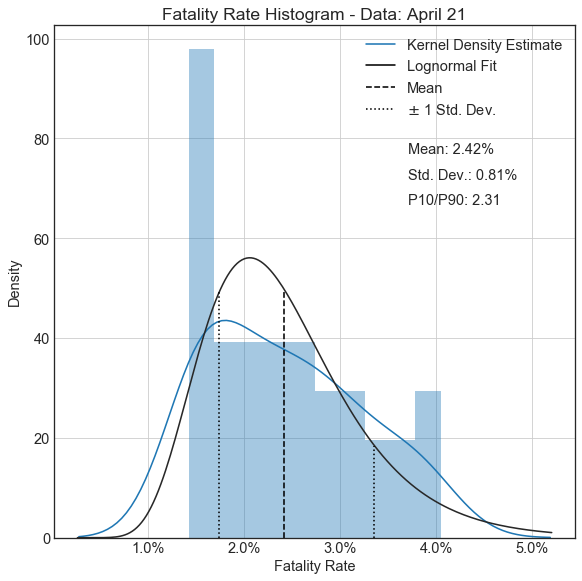 Fatality Rate Histogram - Data: April 21
100
80
60
40
20
0
Density
Kernel Density Estimate
Lognormal Fit
Mean
± 1 Std. Dev.
Mean: 2.42%
Std. Dev.: 0.81%
P10/P90: 2.31
1.0% 2.0% 3.0% 4.0% 5.0%
Fatality Rate